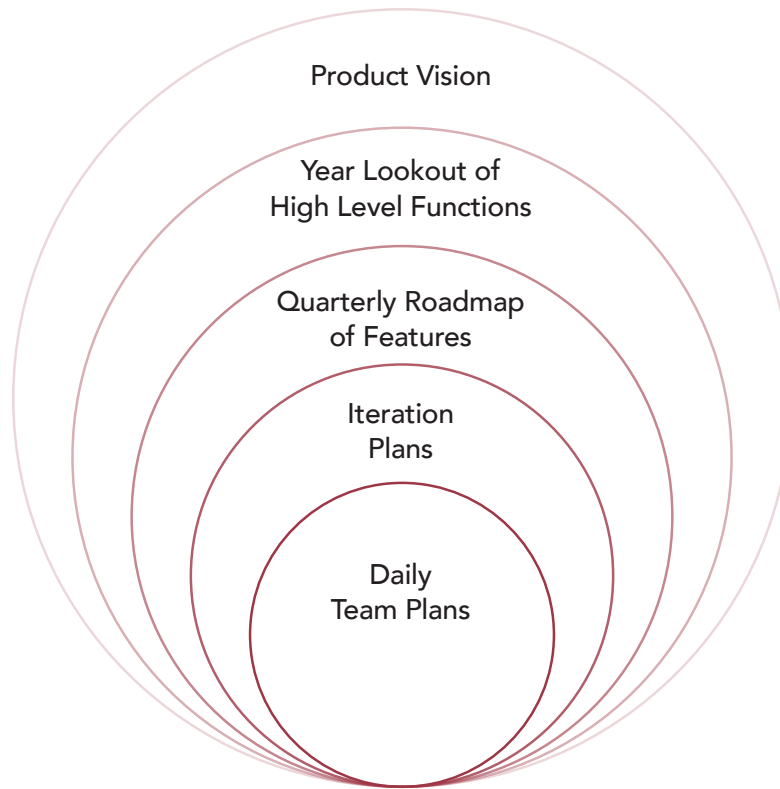 Product Vision
Year Lookout of
High Level Functions
Quarterly Roadmap
of Features
Iteration
Plans
Daily
Team Plans